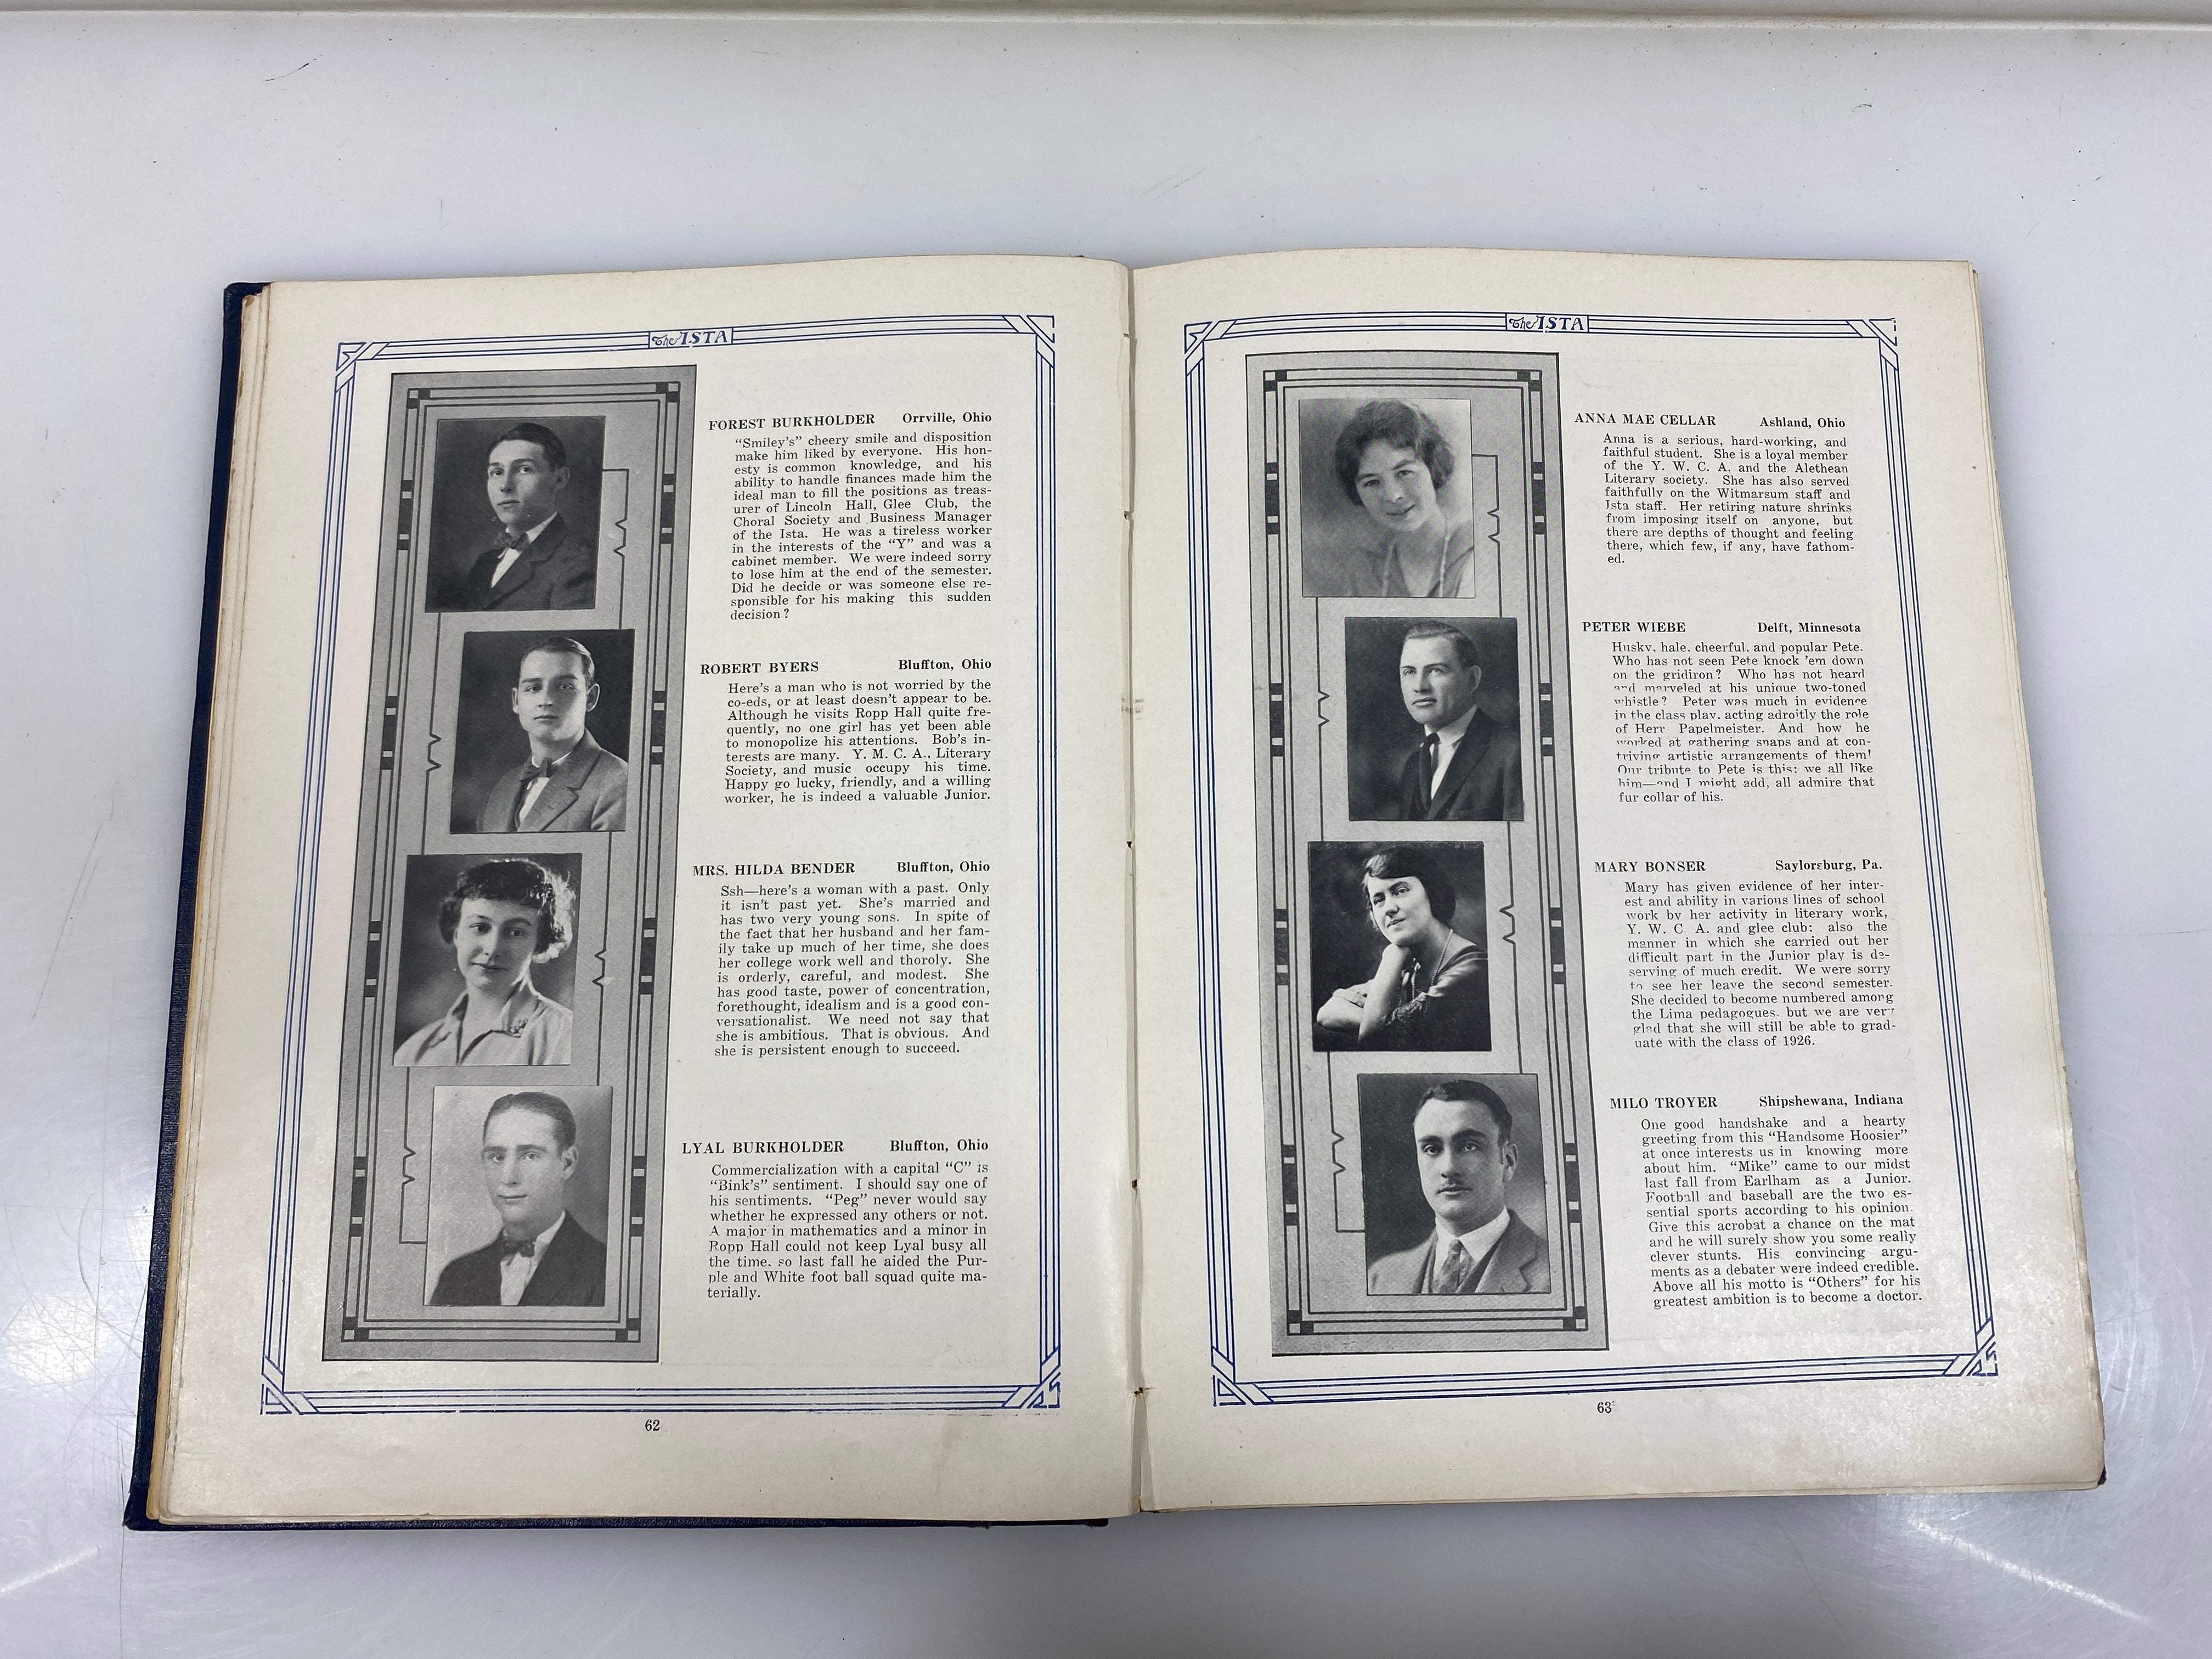 The ISTA
FOREST BURKHOLDER Orrville, Ohio
"Smiley's" cheery smile and disposition
make him liked by everyone. His hon-
esty is common knowledge, and his
ability to handle finances made him the
ideal man to fill the positions as treas-
urer of Lincoln Hall, Glee Club, the
Choral Society and Business Manager
of the Ista. He was a tireless worker
in the interests of the "Y" and was a
cabinet member. We were indeed sorry
to lose him at the end of the semester.
Did he decide or was someone else re-
sponsible for his making this sudden
decision?
ROBERT BYERS Bluffton, Ohio
Here's a man who is not worried by the
co-eds, or at least doesn't appear to be.
Although he visits Ropp Hall quite fre-
quently, no one girl has yet been able
to monopolize his attentions. Bob's in-
terests are many. Y. M. C. A., Literary
Society, and music occupy his time.
Happy go lucky, friendly, and a willing
worker, he is indeed a valuable Junior.
MRS. HILDA BENDER Bluffton, Ohio
Ssh—here's a woman with a past. Only
it isn't past yet. She's married and
has two very young sons. In spite of
the fact that her husband and her fam-
ily take up much of her time, she does
her college work well and thoroly. She
is orderly, careful, and modest. She
has good taste, power of concentration,
forethought, idealism and is a good con-
versationalist. We need not say that
she is ambitious. That is obvious. And
she is persistent enough to succeed.
LYAL BURKHOLDER Bluffton, Ohio
Commercialization with a capital "C" is
"Bink's" sentiment. I should say one of
his sentiments. "Peg" never would say
whether he expressed any others or not.
A major in mathematics and a minor in
Ropp Hall could not keep Lyal busy all
the time, so last fall he aided the Pur-
ple and White foot ball squad quite ma-
terially.
62
The ISTA
ANNA MAE CELLAR Ashland, Ohio
Anna is a serious, hard-working, and
faithful student. She is a loyal member
of the Y. W. C. A. and the Alethean
Literary society. She has also served
faithfully on the Witmarsum staff and
Ista staff. Her retiring nature shrinks
from imposing itself on anyone, but
there are depths of thought and feeling
there, which few, if any, have fathom-
ed.
PETER WIEBE Delft, Minnesota
Husky, hale, cheerful, and popular Pete.
Who has not seen Pete knock 'em down
on the gridiron? Who has not heard
and marveled at his unique two-toned
whistle? Peter was much in evidence
in the class play, acting adroitly the role
of Herr Papelmeister. And how he
worked at gathering snaps and at con-
triving artistic arrangements of them!
Our tribute to Pete is this: we all like
him—and I might add, all admire that
fur collar of his.
MARY BONSER Saylorsburg, Pa.
Mary has given evidence of her inter-
est and ability in various lines of school
work by her activity in literary work,
Y. W. C A. and glee club: also the
manner in which she carried out her
difficult part in the Junior play is de-
serving of much credit. We were sorry
to see her leave the second semester.
She decided to become numbered among
the Lima pedagogues, but we are very
glad that she will still be able to grad-
uate with the class of 1926.
MILO TROYER Shipshewana, Indiana
One good handshake and a hearty
greeting from this "Handsome Hoosier"
at once interests us in knowing more
about him. "Mike" came to our midst
last fall from Earlham as a Junior.
Football and baseball are the two es-
sential sports according to his opinion.
Give this acrobat a chance on the mat
and he will surely show you some really
clever stunts. His convincing argu-
ments as a debater were indeed credible.
Above all his motto is "Others" for his
greatest ambition is to become a doctor.
63